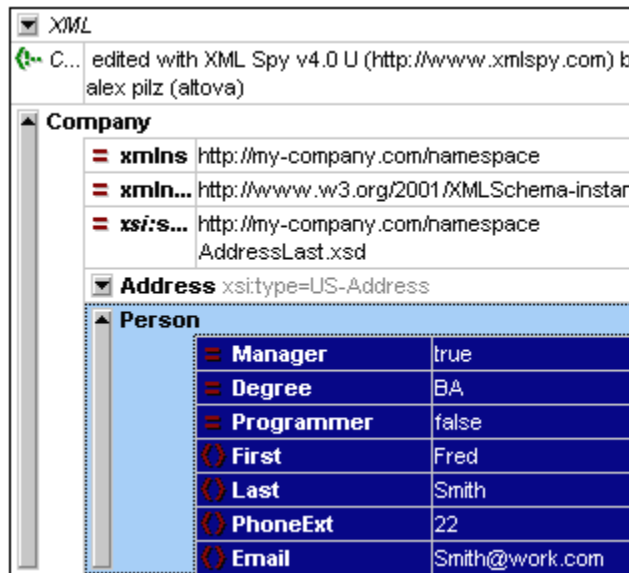 XML
C... edited with XML Spy v4.0 U (http://www.xmlspy.com) b
alex pilz (altova)
Company
= xmlns http://my-company.com/namespace
= xmln... http://www.w3.org/2001/XMLSchema-instan
= xsi:s... http://my-company.com/namespace
AddressLast.xsd
Address xsi:type=US-Address
Person
= Manager true
= Degree BA
= Programmer false
() First Fred
() Last Smith
() PhoneExt 22
() Email Smith@work.com